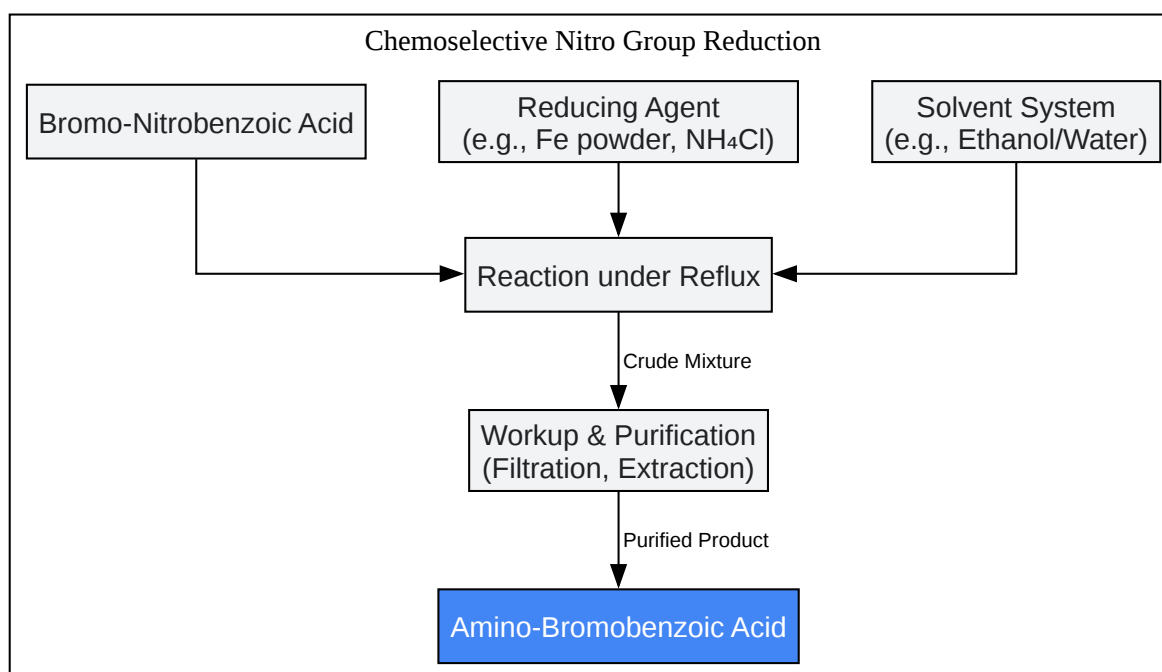 Chemoselective Nitro Group Reduction
Bromo-Nitrobenzoic Acid
Reducing Agent
(e.g., Fe powder, NH₄Cl)
Solvent System
(e.g., Ethanol/Water)
Reaction under Reflux
Crude Mixture
Workup & Purification
(Filtration, Extraction)
Purified Product
Amino-Bromobenzoic Acid